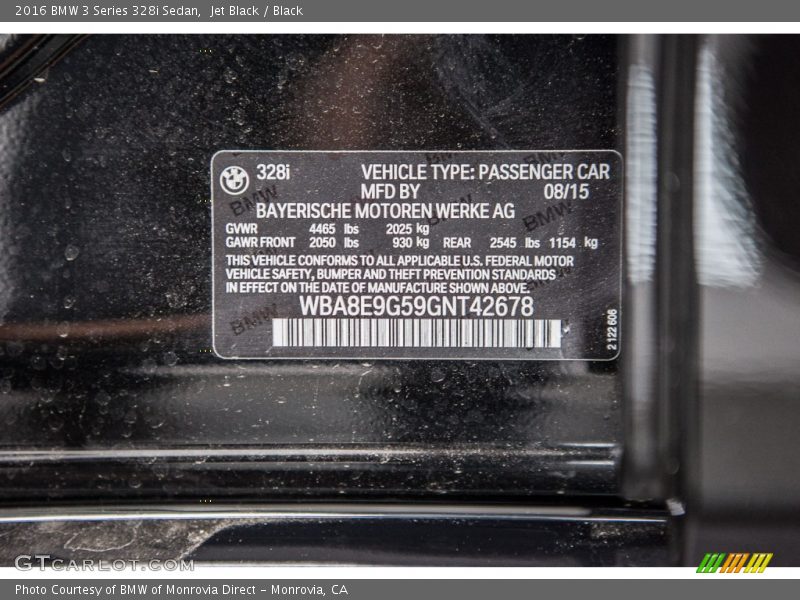 2016 BMW 3 Series 328i Sedan, Jet Black / Black
328i VEHICLE TYPE: PASSENGER CAR
MFD BY 08/15
BAYERISCHE MOTOREN WERKE AG
GVWR 4465 lbs 2025 kg
GAWR FRONT 2050 lbs 930 kg REAR 2545 lbs 1154 kg
THIS VEHICLE CONFORMS TO ALL APPLICABLE U.S. FEDERAL MOTOR
VEHICLE SAFETY, BUMPER AND THEFT PREVENTION STANDARDS
IN EFFECT ON THE DATE OF MANUFACTURE SHOWN ABOVE.
WBA8E9G59GNT42678
2 122 606
GTCARLOT.COM
Photo Courtesy of BMW of Monrovia Direct - Monrovia, CA